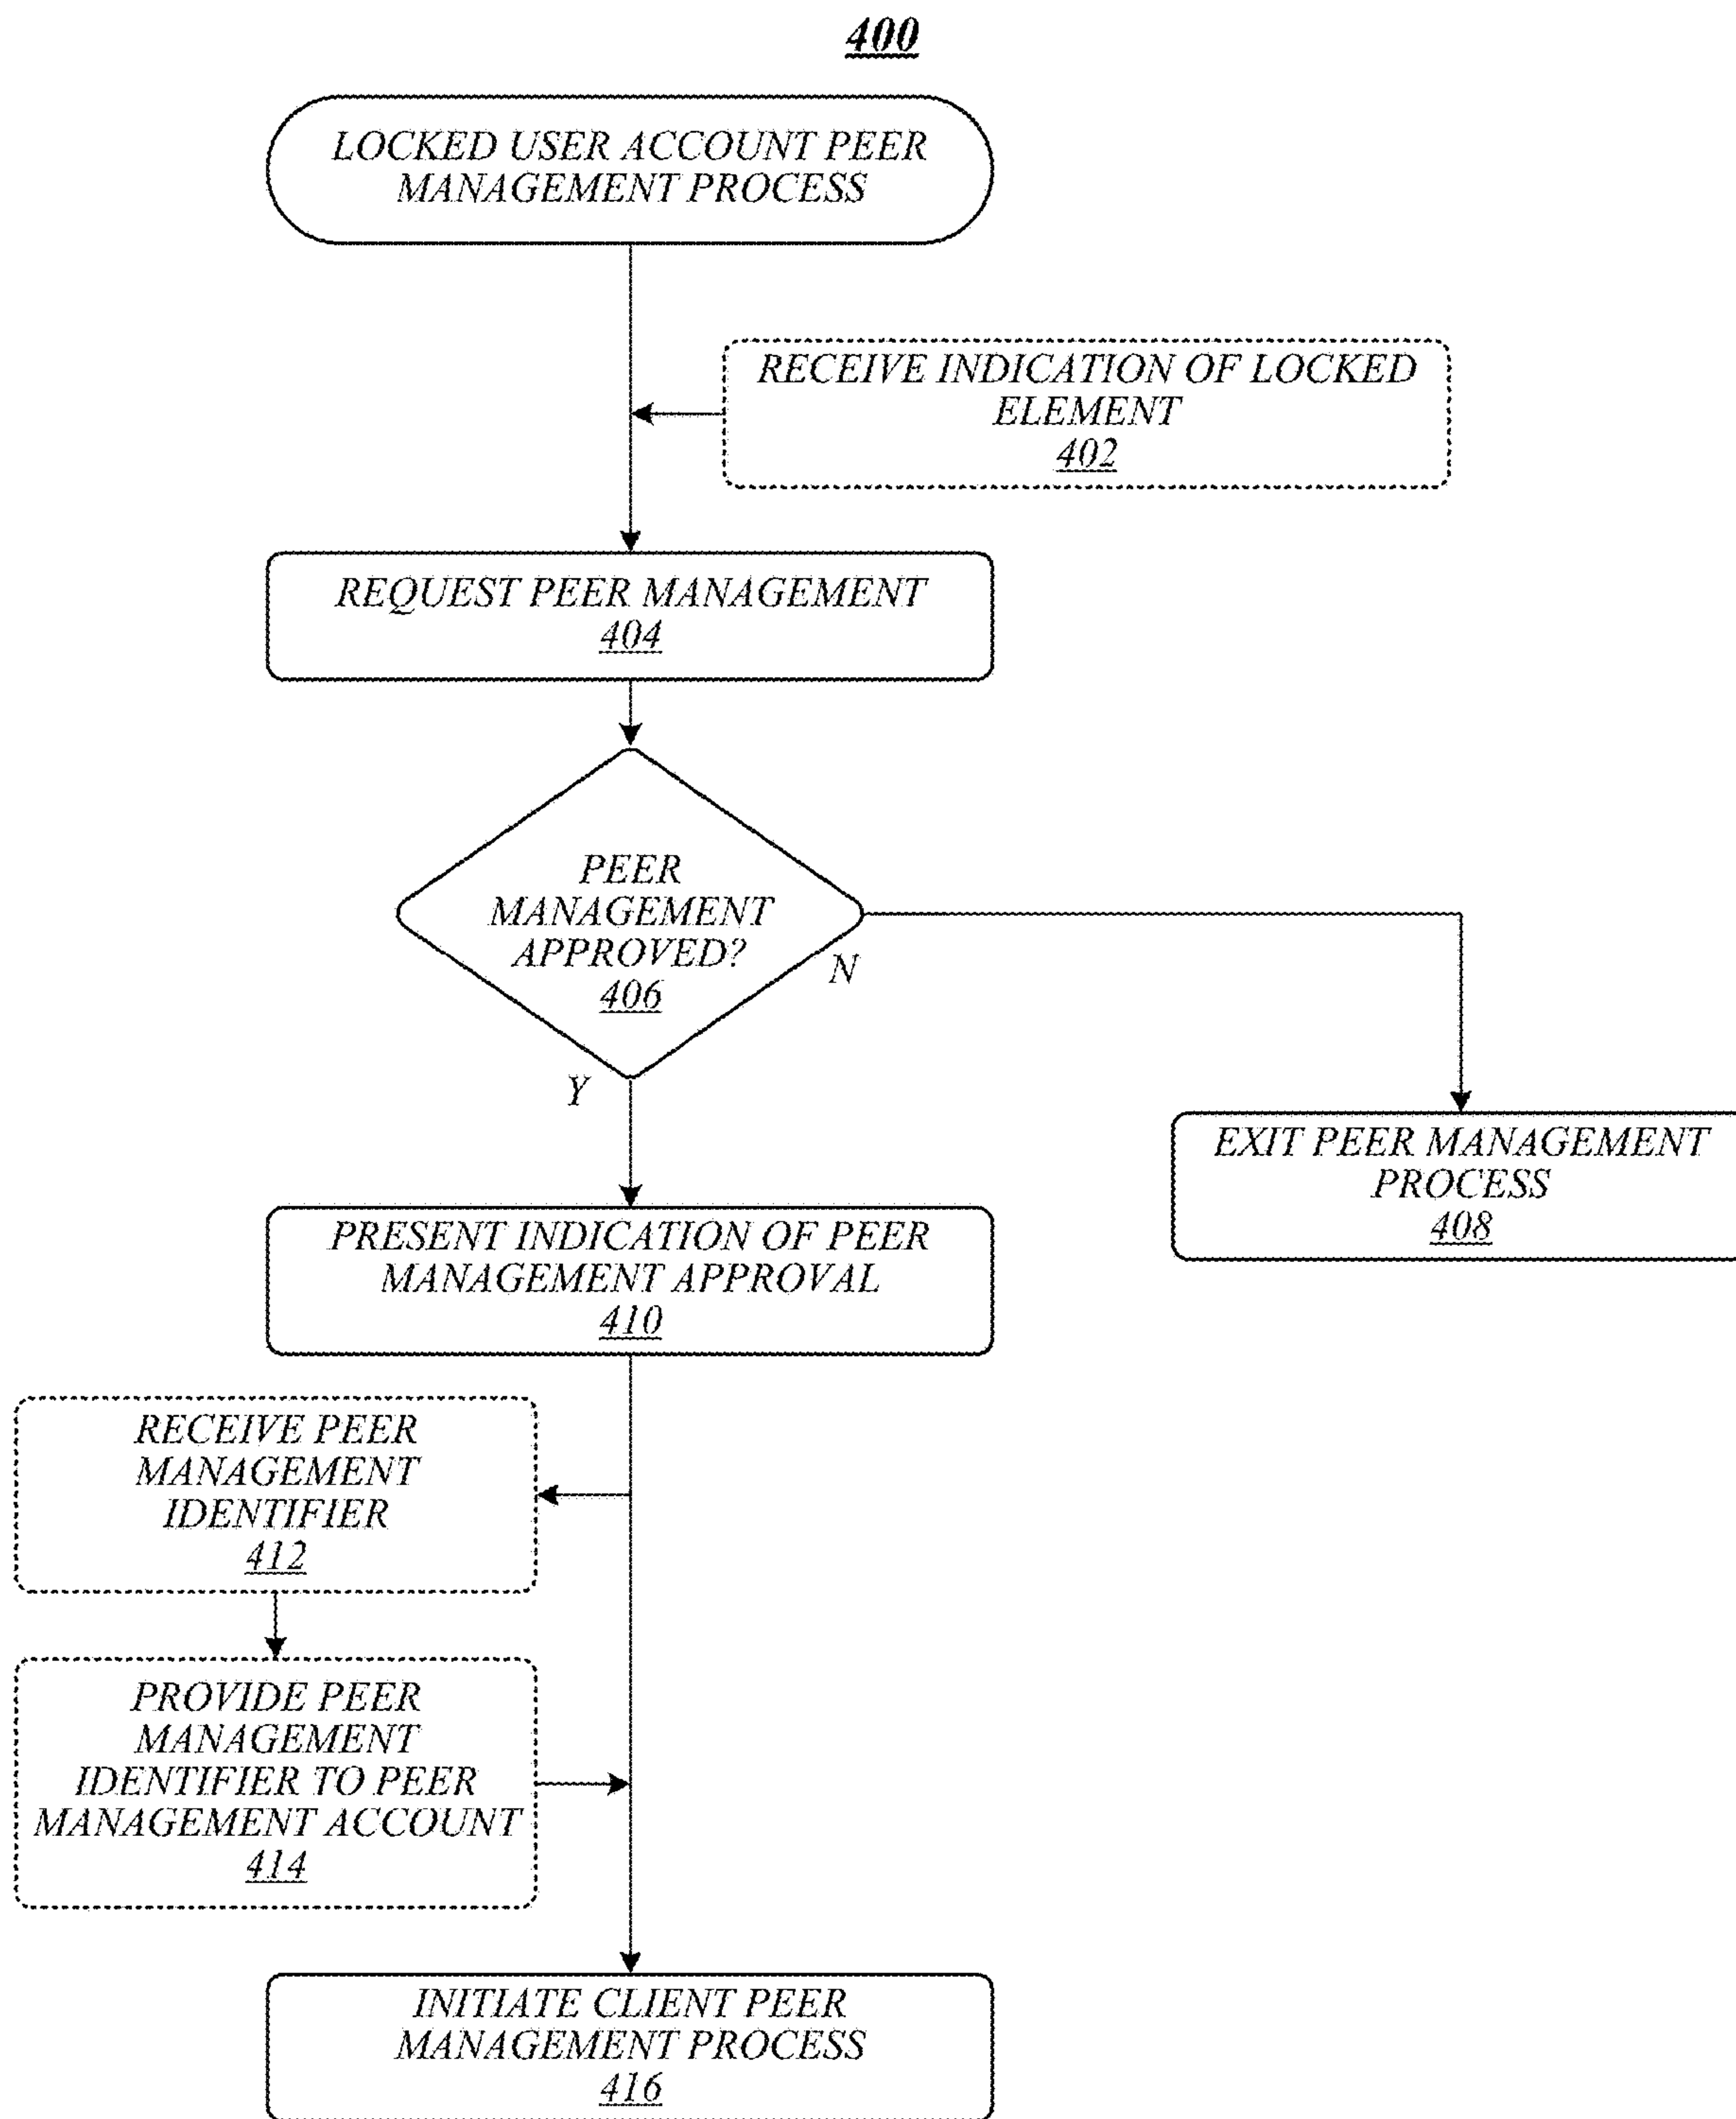 400
LOCKED USER ACCOUNT PEER
MANAGEMENT PROCESS
RECEIVE INDICATION OF LOCKED
ELEMENT
402
REQUEST PEER MANAGEMENT
404
PEER
MANAGEMENT
APPROVED?
406
N
Y
EXIT PEER MANAGEMENT
PROCESS
408
PRESENT INDICATION OF PEER
MANAGEMENT APPROVAL
410
RECEIVE PEER
MANAGEMENT
IDENTIFIER
412
PROVIDE PEER
MANAGEMENT
IDENTIFIER TO PEER
MANAGEMENT ACCOUNT
414
INITIATE CLIENT PEER
MANAGEMENT PROCESS
416